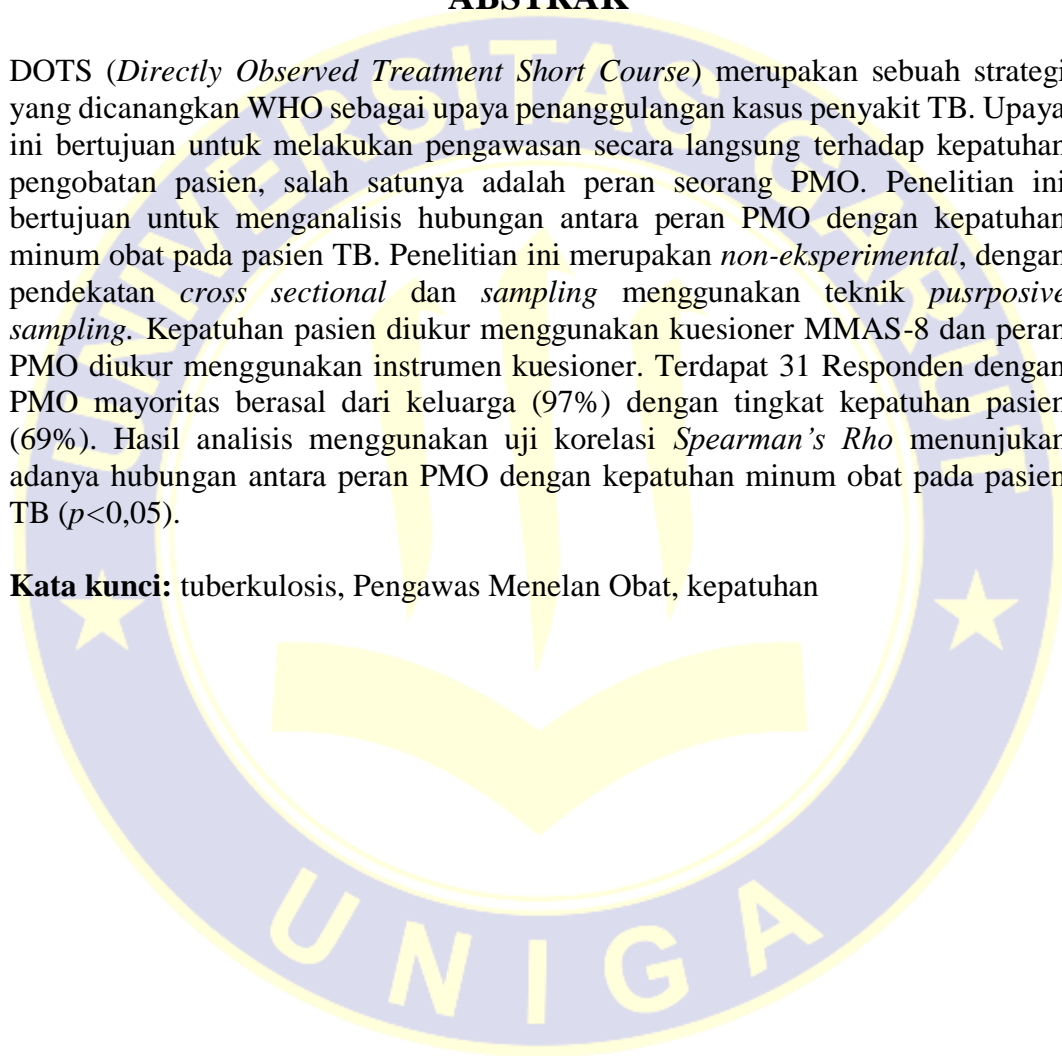 ABSTRAK
DOTS (Directly Observed Treatment Short Course) merupakan sebuah strategi
yang dicanangkan WHO sebagai upaya penanggulangan kasus penyakit TB. Upaya
ini bertujuan untuk melakukan pengawasan secara langsung terhadap kepatuhan
pengobatan pasien, salah satunya adalah peran seorang PMO. Penelitian ini
bertujuan untuk menganalisis hubungan antara peran PMO dengan kepatuhan
minum obat pada pasien TB. Penelitian ini merupakan non-eksperimental, dengan
pendekatan cross sectional dan sampling menggunakan teknik pusrposive
sampling. Kepatuhan pasien diukur menggunakan kuesioner MMAS-8 dan peran
PMO diukur menggunakan instrumen kuesioner. Terdapat 31 Responden dengan
PMO mayoritas berasal dari keluarga (97%) dengan tingkat kepatuhan pasien
(69%). Hasil analisis menggunakan uji korelasi Spearman’s Rho menunjukan
adanya hubungan antara peran PMO dengan kepatuhan minum obat pada pasien
TB (p<0,05).
Kata kunci: tuberkulosis, Pengawas Menelan Obat, kepatuhan
UNIVERSITAS GARUT
UNIGA